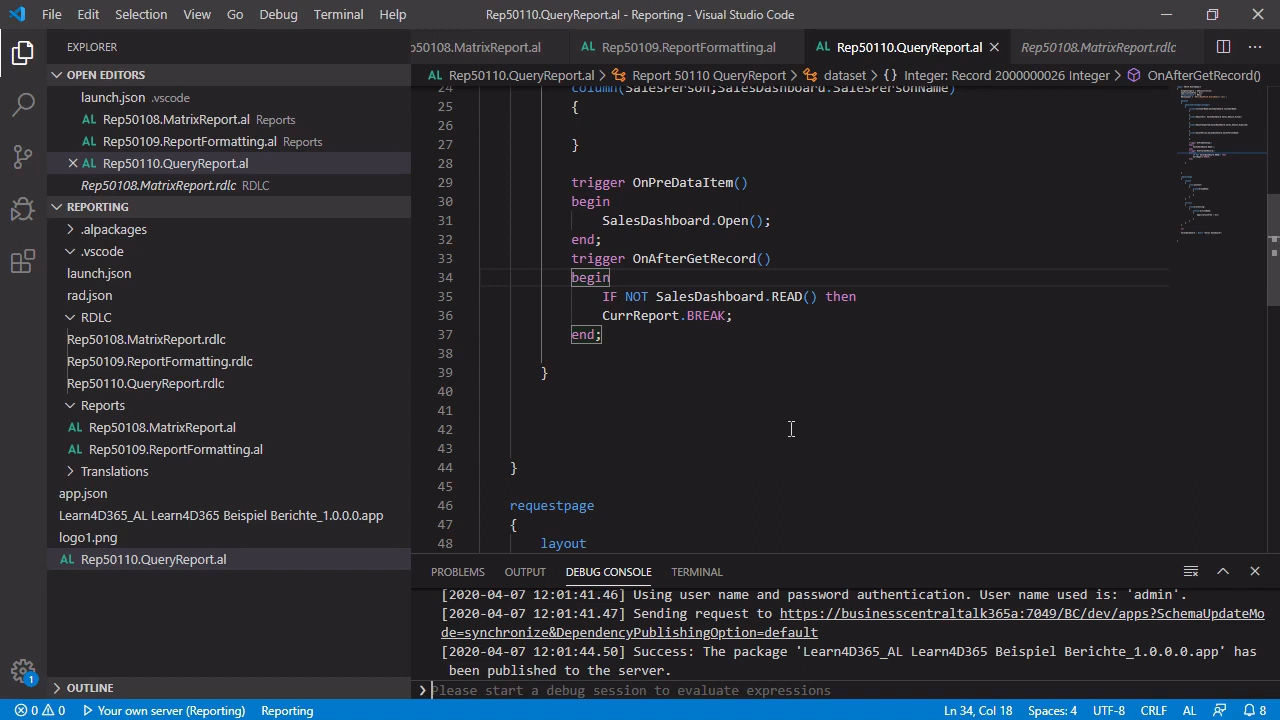 File Edit Selection View Go Debug Terminal Help Rep50110.QueryReport.al - Reporting - Visual Studio Code
EXPLORER
OPEN EDITORS
launch.json .vscode
AL Rep50108.MatrixReport.al Reports
AL Rep50109.ReportFormatting.al Reports
AL Rep50110.QueryReport.al
Rep50108.MatrixReport.rdlc RDLC
REPORTING
.alpackages
.vscode
launch.json
rad.json
RDLC
Rep50108.MatrixReport.rdlc
Rep50109.ReportFormatting.rdlc
Rep50110.QueryReport.rdlc
Reports
AL Rep50108.MatrixReport.al
AL Rep50109.ReportFormatting.al
Translations
app.json
Learn4D365_AL Learn4D365 Beispiel Berichte_1.0.0.0.app
logo1.png
AL Rep50110.QueryReport.al
OUTLINE
p50108.MatrixReport.al AL Rep50109.ReportFormatting.al AL Rep50110.QueryReport.al Rep50108.MatrixReport.rdlc
AL Rep50110.QueryReport.al > Report 50110 QueryReport > dataset > {} Integer: Record 2000000026 Integer > OnAfterGetRecord()
24 column(SalesPerson;SalesDashboard.SalesPersonName)
25 {
26
27 }
28
29 trigger OnPreDataItem()
30 begin
31 SalesDashboard.Open();
32 end;
33 trigger OnAfterGetRecord()
34 begin
35 IF NOT SalesDashboard.READ() then
36 CurrReport.BREAK;
37 end;
38
39 }
40
41
42
43
44 }
45
46 requestpage
47 {
48 layout
PROBLEMS OUTPUT DEBUG CONSOLE TERMINAL
[2020-04-07 12:01:41.46] Using user name and password authentication. User name used is: 'admin'.
[2020-04-07 12:01:41.47] Sending request to https://businesscentraltalk365a:7049/BC/dev/apps?SchemaUpdateMo
de=synchronize&DependencyPublishingOption=default
[2020-04-07 12:01:44.50] Success: The package 'Learn4D365_AL Learn4D365 Beispiel Berichte_1.0.0.0.app' has
been published to the server.
Please start a debug session to evaluate expressions
1
0 0 Your own server (Reporting) Reporting Ln 34, Col 18 Spaces: 4 UTF-8 CRLF AL 8